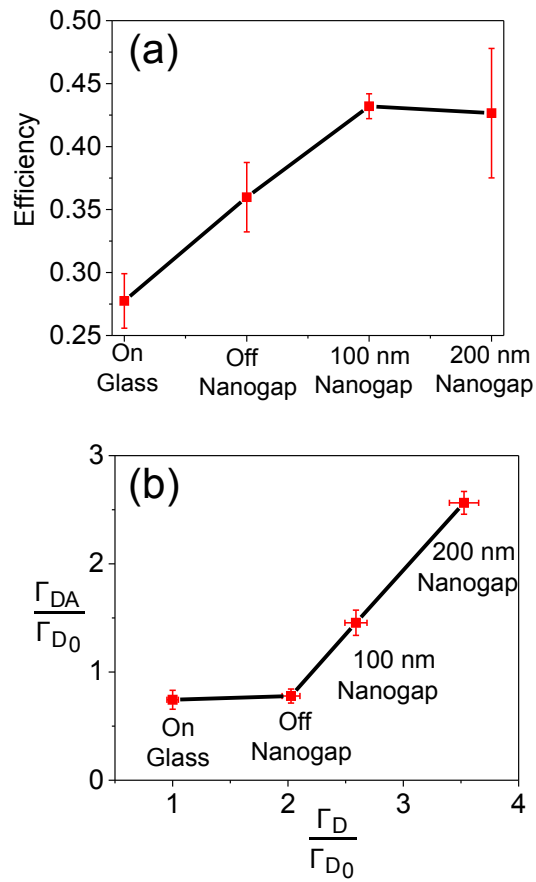 (a)
Efficiency
0.50
0.45
0.40
0.35
0.30
0.25
On Glass
Off Nanogap
100 nm Nanogap
200 nm Nanogap
(b)
Γ_DA / Γ_D₀
3
2
1
0
On Glass
Off Nanogap
100 nm Nanogap
200 nm Nanogap
1
2
3
4
Γ_D / Γ_D₀